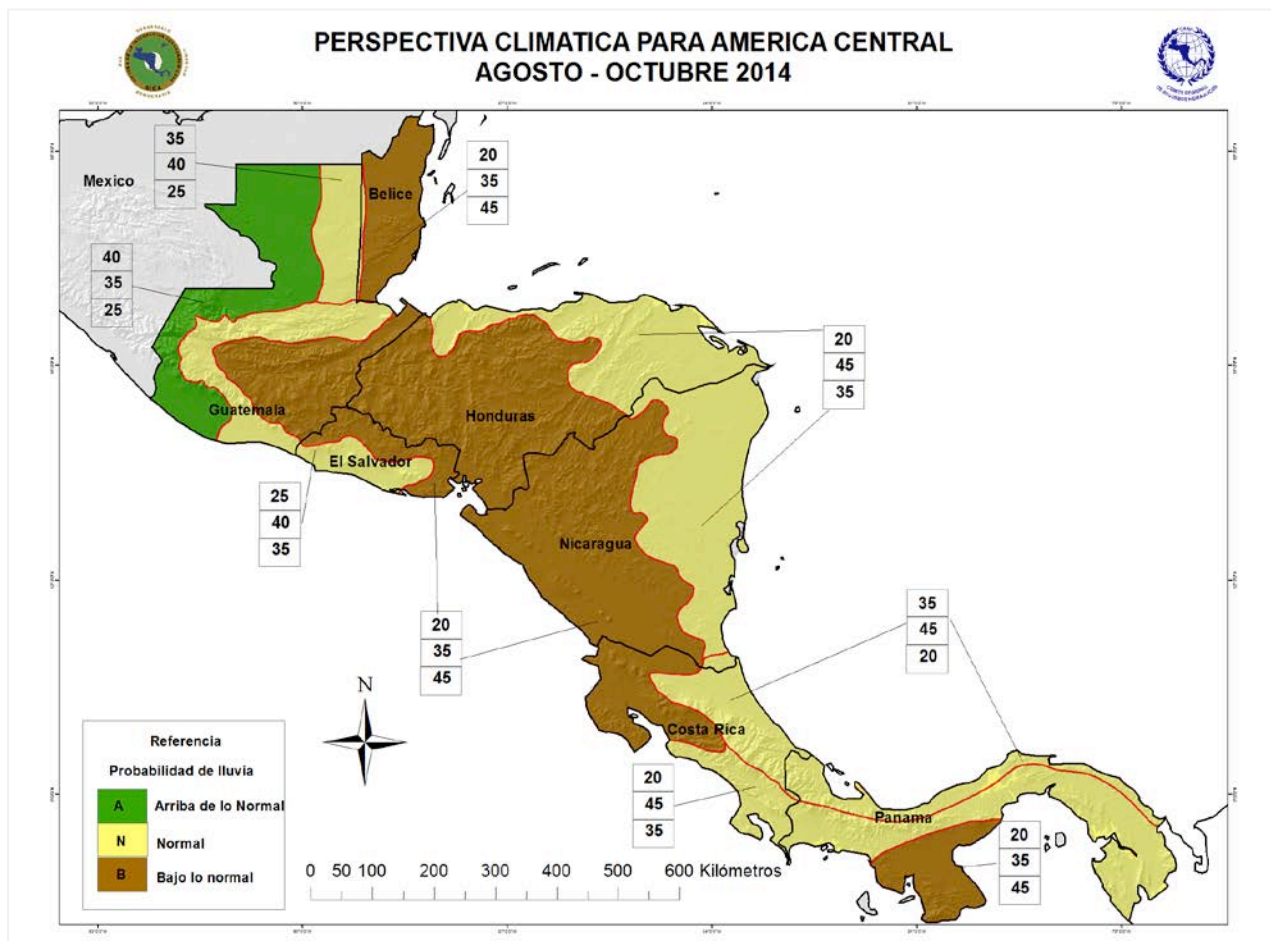 PERSPECTIVA CLIMATICA PARA AMERICA CENTRAL
AGOSTO - OCTUBRE 2014
35
40
25
Mexico
Belice
20
35
45
40
35
25
20
45
35
Guatemala
Honduras
El Salvador
25
40
35
Nicaragua
20
35
45
35
45
20
N
Costa Rica
20
45
35
Panama
20
35
45
Referencia
Probabilidad de lluvia
A Arriba de lo Normal
N Normal
B Bajo lo normal
0 50 100 200 300 400 500 600 Kilómetros